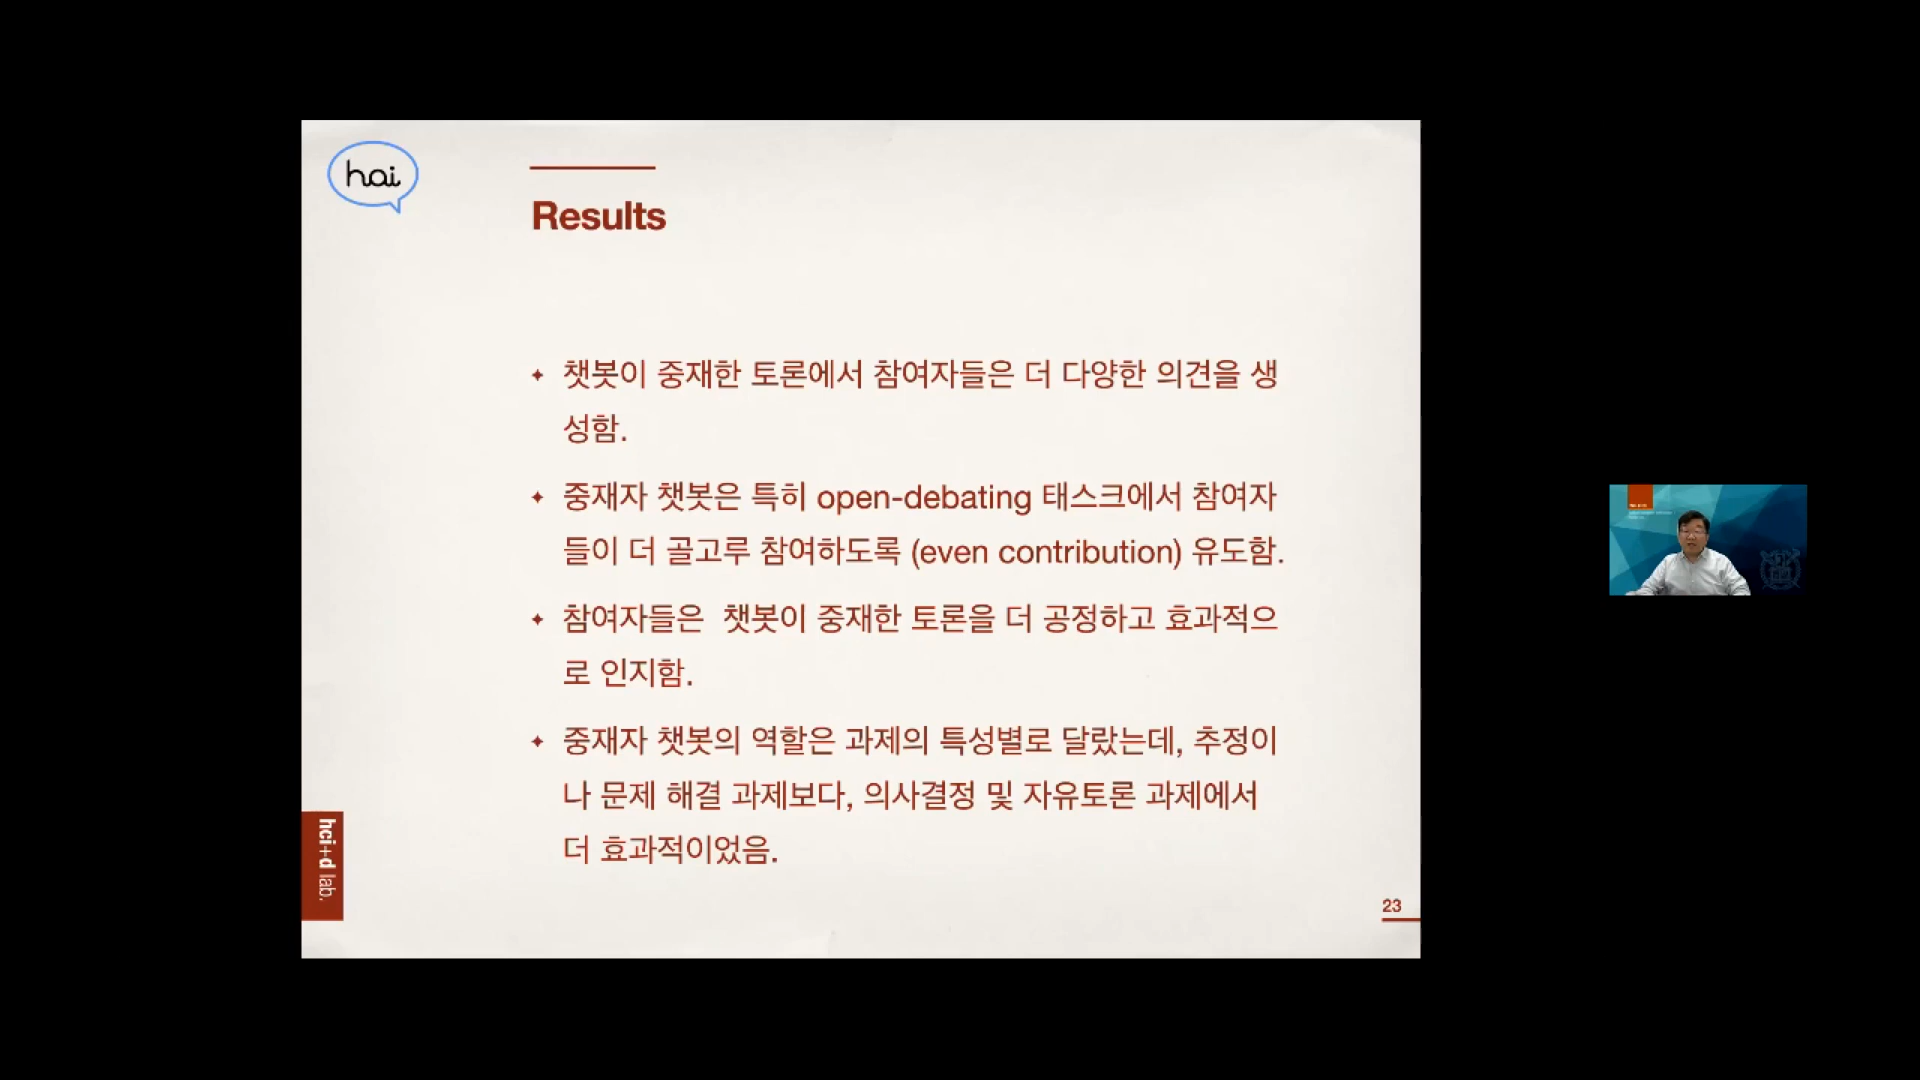 hai
Results
챗봇이 중재한 토론에서 참여자들은 더 다양한 의견을 생
성함.
중재자 챗봇은 특히 open-debating 태스크에서 참여자
들이 더 골고루 참여하도록 (even contribution) 유도함.
참여자들은  챗봇이 중재한 토론을 더 공정하고 효과적으
로 인지함.
중재자 챗봇의 역할은 과제의 특성별로 달랐는데, 추정이
나 문제 해결 과제보다, 의사결정 및 자유토론 과제에서
더 효과적이었음.
hci+d lab.
23